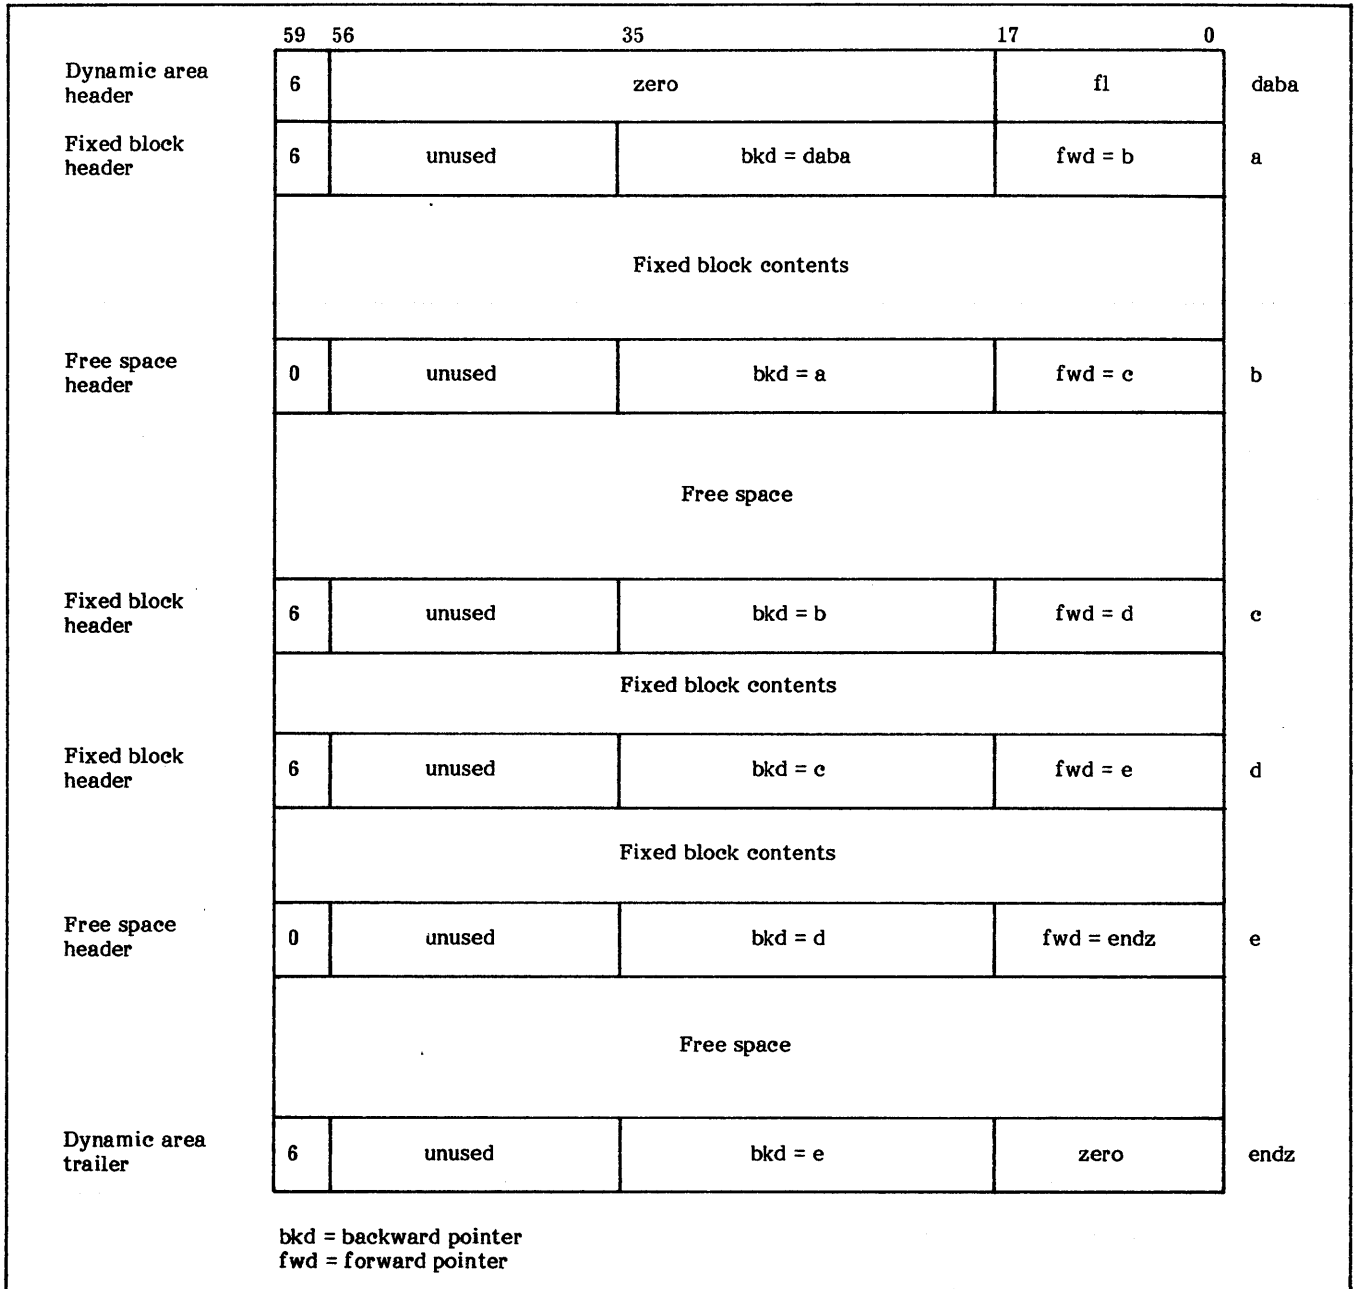 59 56 35 17 0
Dynamic area
header
6 zero fl daba
Fixed block
header
6 unused bkd = daba fwd = b a
Fixed block contents
Free space
header
0 unused bkd = a fwd = c b
Free space
Fixed block
header
6 unused bkd = b fwd = d c
Fixed block contents
Fixed block
header
6 unused bkd = c fwd = e d
Fixed block contents
Free space
header
0 unused bkd = d fwd = endz e
Free space
Dynamic area
trailer
6 unused bkd = e zero endz
bkd = backward pointer
fwd = forward pointer